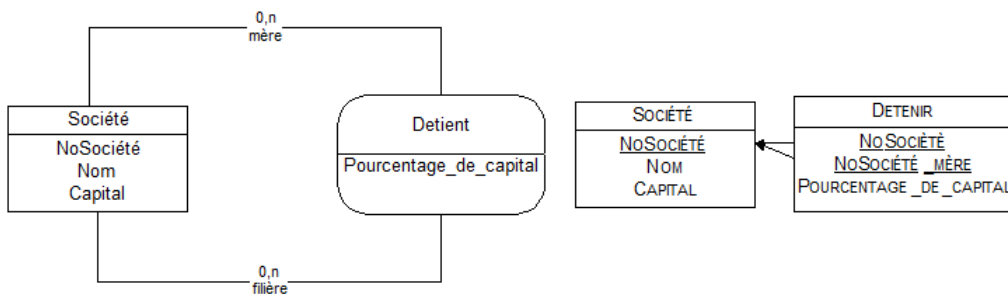 0,n
mère
Société
NoSociété
Nom
Capital
Detient
Pourcentage_de_capital
0,n
filière
SOCIÉTÉ
NOSOCIÉTÉ
NOM
CAPITAL
DETENIR
NOSOCIÈTÈ
NOSOCIÉTÉ _MÈRE
POURCENTAGE _DE _CAPITAL